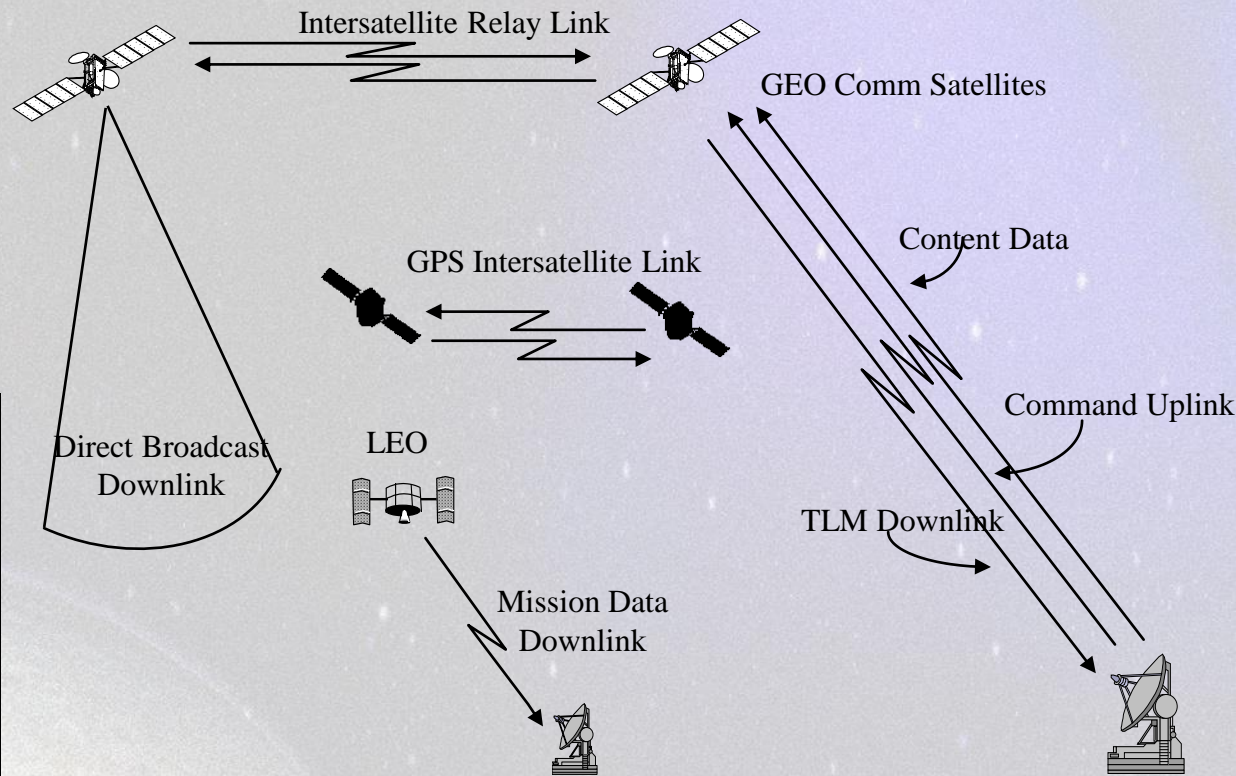 Intersatellite Relay Link
GEO Comm Satellites
Content Data
GPS Intersatellite Link
Command Uplink
Direct Broadcast
Downlink
LEO
TLM Downlink
Mission Data
Downlink